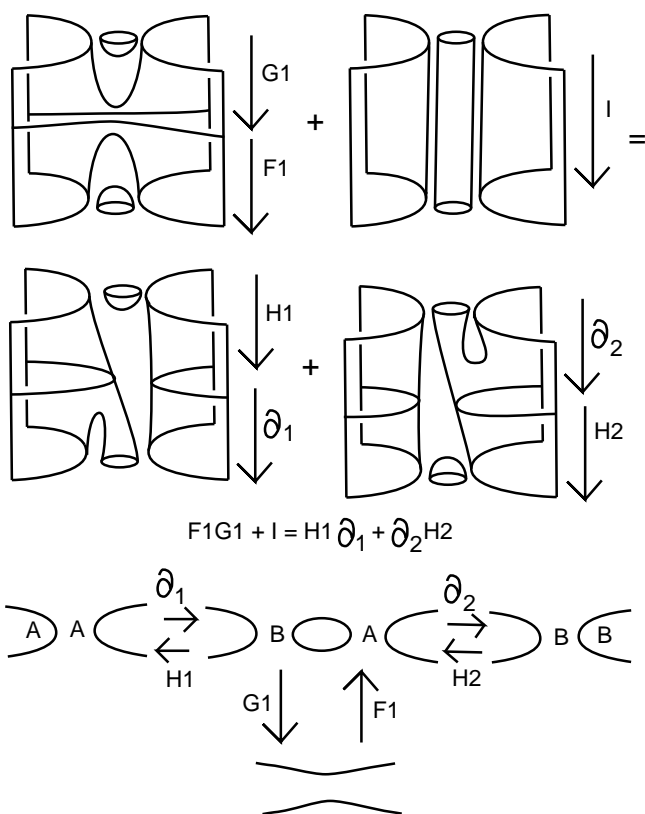 G1
F1
+
I
=
H1
∂1
+
∂2
H2
F1G1 + I = H1 ∂1 + ∂2H2
∂1
∂2
A A B A B B
H1
H2
G1
F1